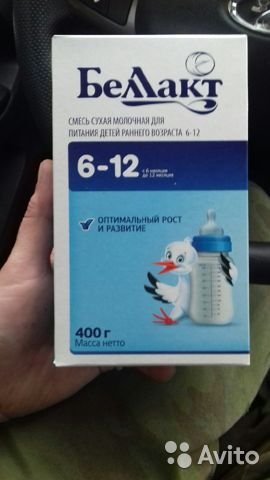 Беллакт
СМЕСЬ СУХАЯ МОЛОЧНАЯ ДЛЯ
ПИТАНИЯ ДЕТЕЙ РАННЕГО ВОЗРАСТА 6-12
6-12
с 6 месяцев
до 12 месяцев
ОПТИМАЛЬНЫЙ РОСТ
И РАЗВИТИЕ
400 г
Масса нетто
Avito